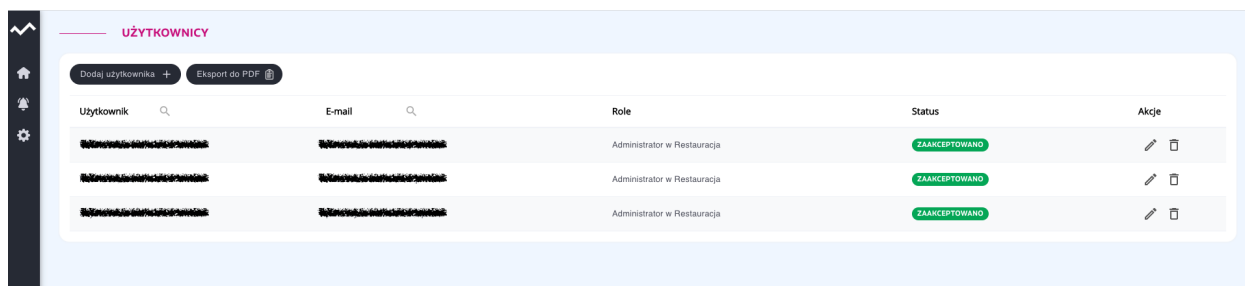 UŻYTKOWNICY
Dodaj użytkownika + Eksport do PDF
Użytkownik E-mail Role Status Akcje
Administrator w Restauracja ZAAKCEPTOWANO
Administrator w Restauracja ZAAKCEPTOWANO
Administrator w Restauracja ZAAKCEPTOWANO